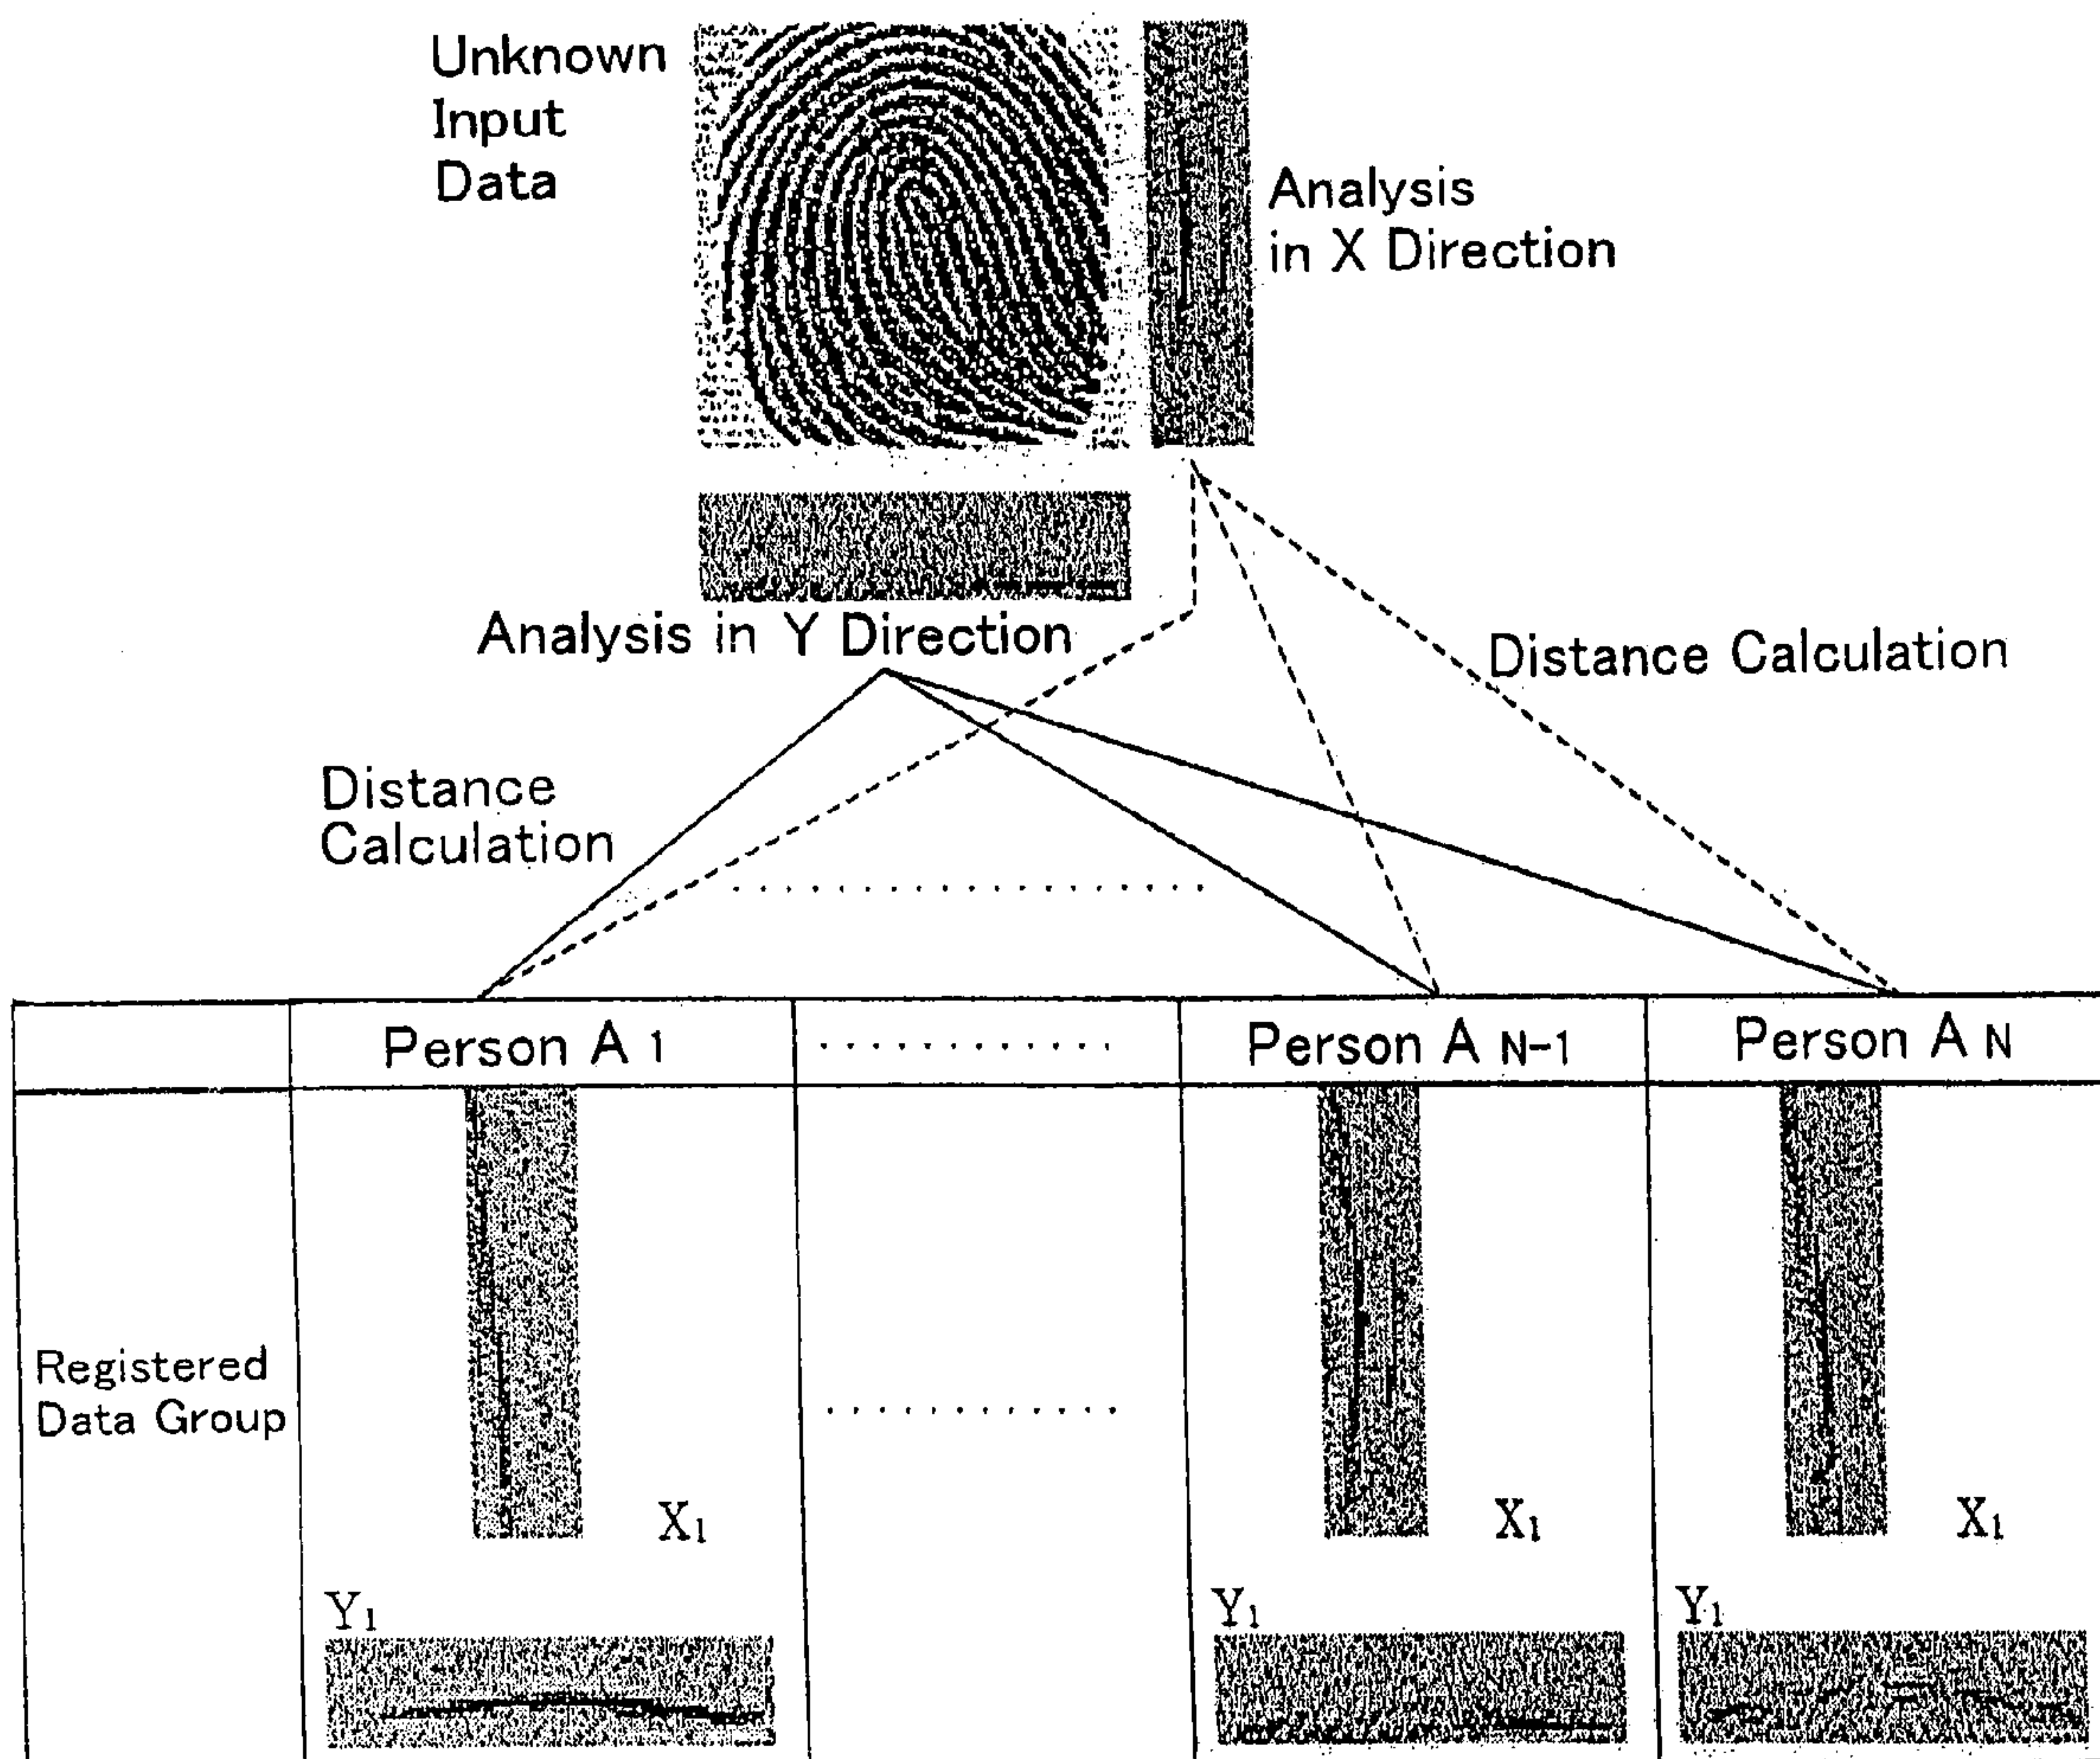 Unknown
Input
Data
Analysis
in X Direction
Analysis in Y Direction
Distance Calculation
Distance
Calculation
Person A 1 ............ Person A N-1 Person A N
Registered
Data Group
............
X1
X1
X1
Y1
Y1
Y1